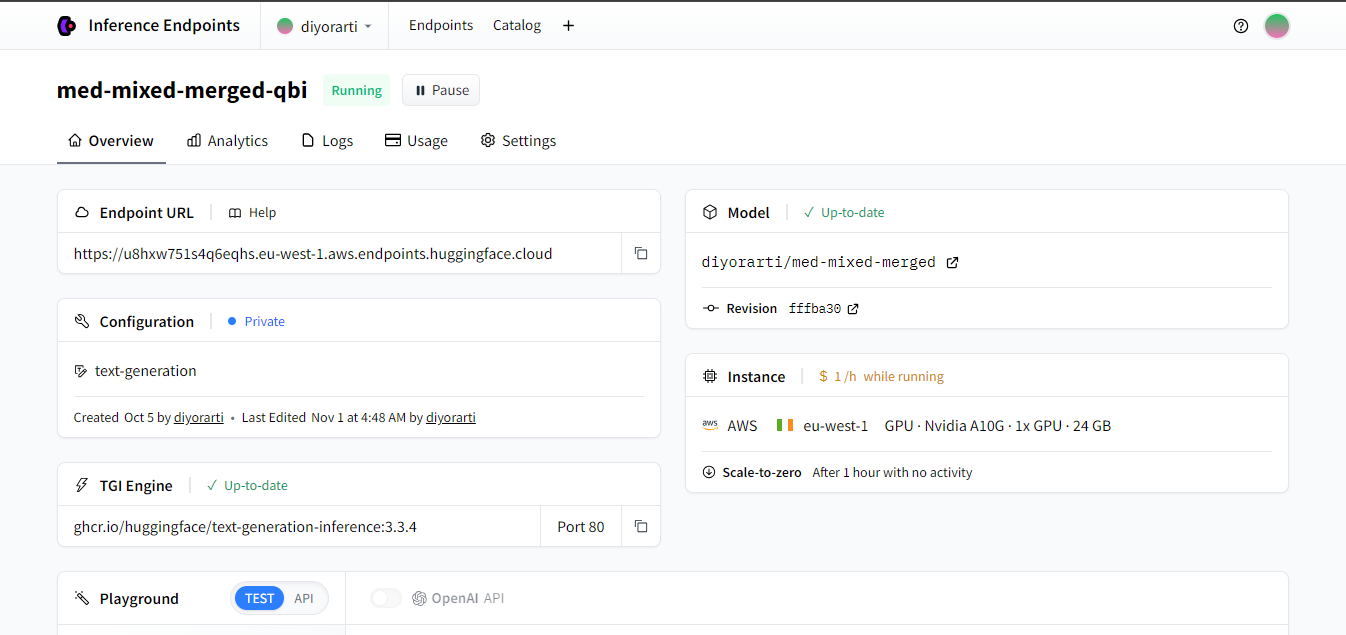 Inference Endpoints diyorarti Endpoints Catalog +
med-mixed-merged-qbi Running Pause
Overview Analytics Logs Usage Settings
Endpoint URL Help
https://u8hxw751s4q6eqhs.eu-west-1.aws.endpoints.huggingface.cloud
Configuration Private
text-generation
Created Oct 5 by diyorarti • Last Edited Nov 1 at 4:48 AM by diyorarti
TGI Engine ✓ Up-to-date
ghcr.io/huggingface/text-generation-inference:3.3.4 Port 80
Model ✓ Up-to-date
diyorarti/med-mixed-merged
Revision fffba30
Instance $ 1 /h while running
aws AWS eu-west-1 GPU · Nvidia A10G · 1x GPU · 24 GB
Scale-to-zero After 1 hour with no activity
Playground TEST API OpenAI API